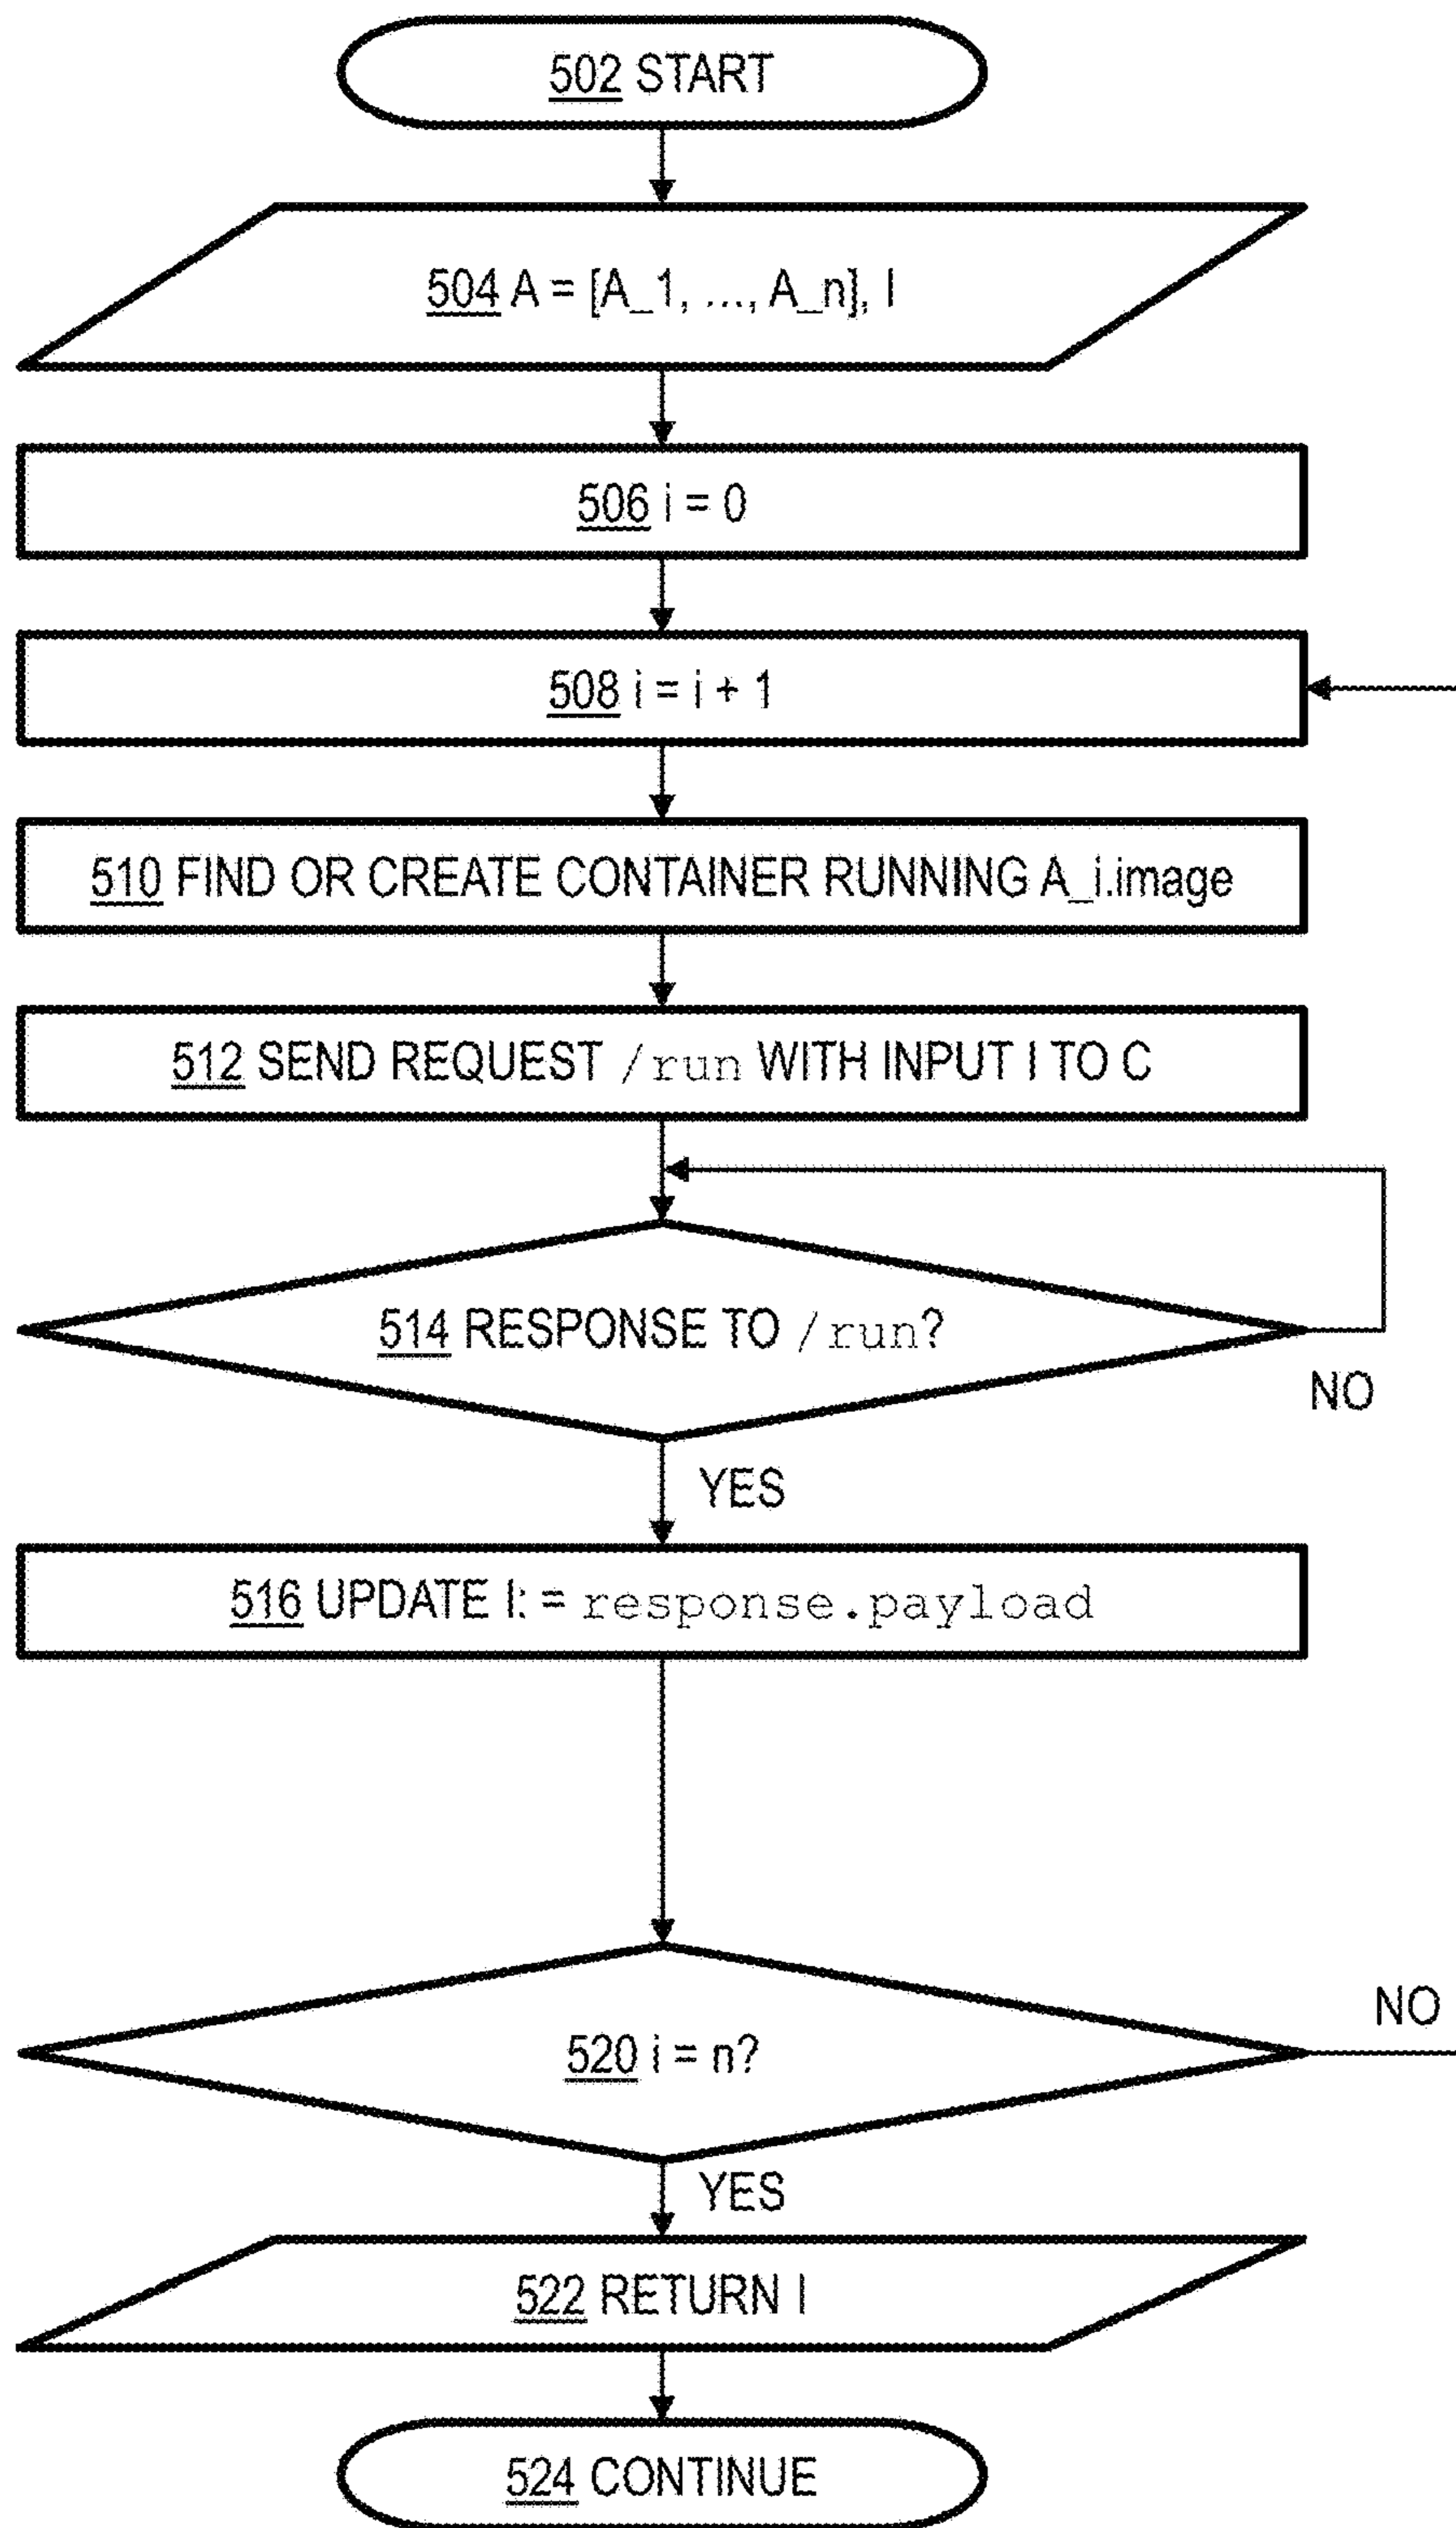 502 START
504 A = [A_1, ..., A_n], I
506 i = 0
508 i = i + 1
510 FIND OR CREATE CONTAINER RUNNING A_i.image
512 SEND REQUEST /run WITH INPUT I TO C
514 RESPONSE TO /run?
NO
YES
516 UPDATE I: = response.payload
NO
520 i = n?
YES
522 RETURN I
524 CONTINUE